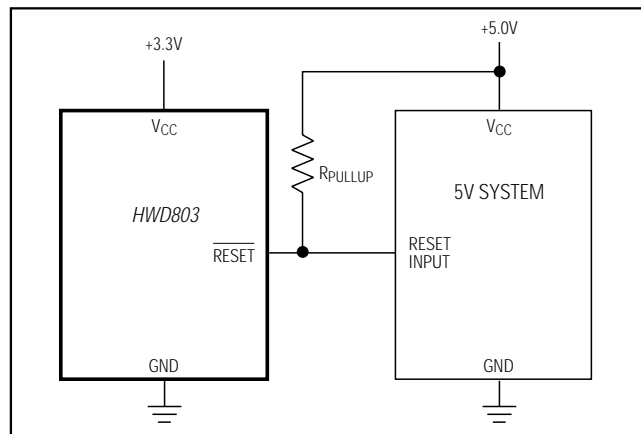 +3.3V
+5.0V
VCC
VCC
RPULLUP
HWD803
5V SYSTEM
RESET
RESET
INPUT
GND
GND